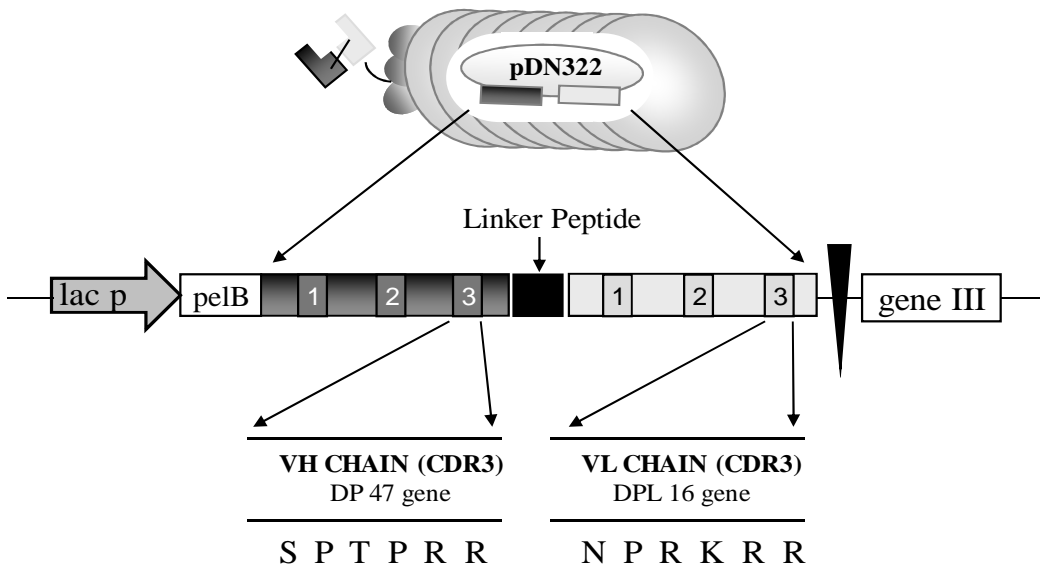 pDN322
Linker Peptide
lac p
pelB
1 2 3
1 2 3
gene III
VH CHAIN (CDR3)
DP 47 gene
S P T P R R
VL CHAIN (CDR3)
DPL 16 gene
N P R K R R